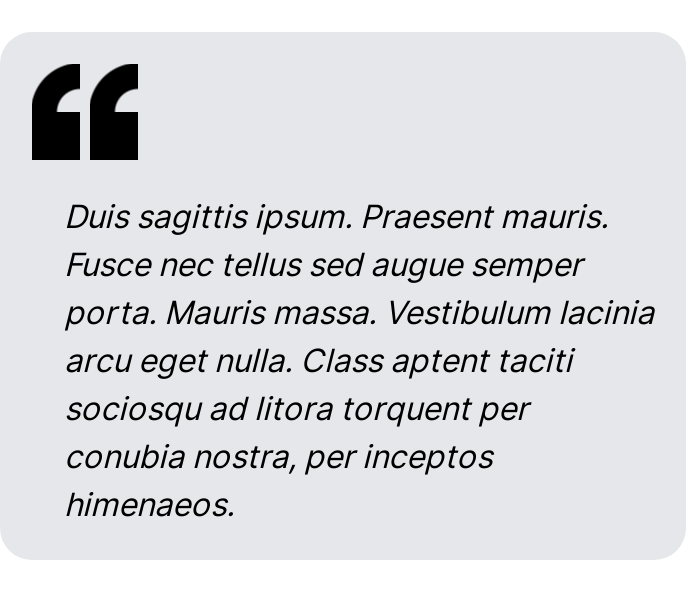 Duis sagittis ipsum. Praesent mauris.
Fusce nec tellus sed augue semper
porta. Mauris massa. Vestibulum lacinia
arcu eget nulla. Class aptent taciti
sociosqu ad litora torquent per
conubia nostra, per inceptos
himenaeos.